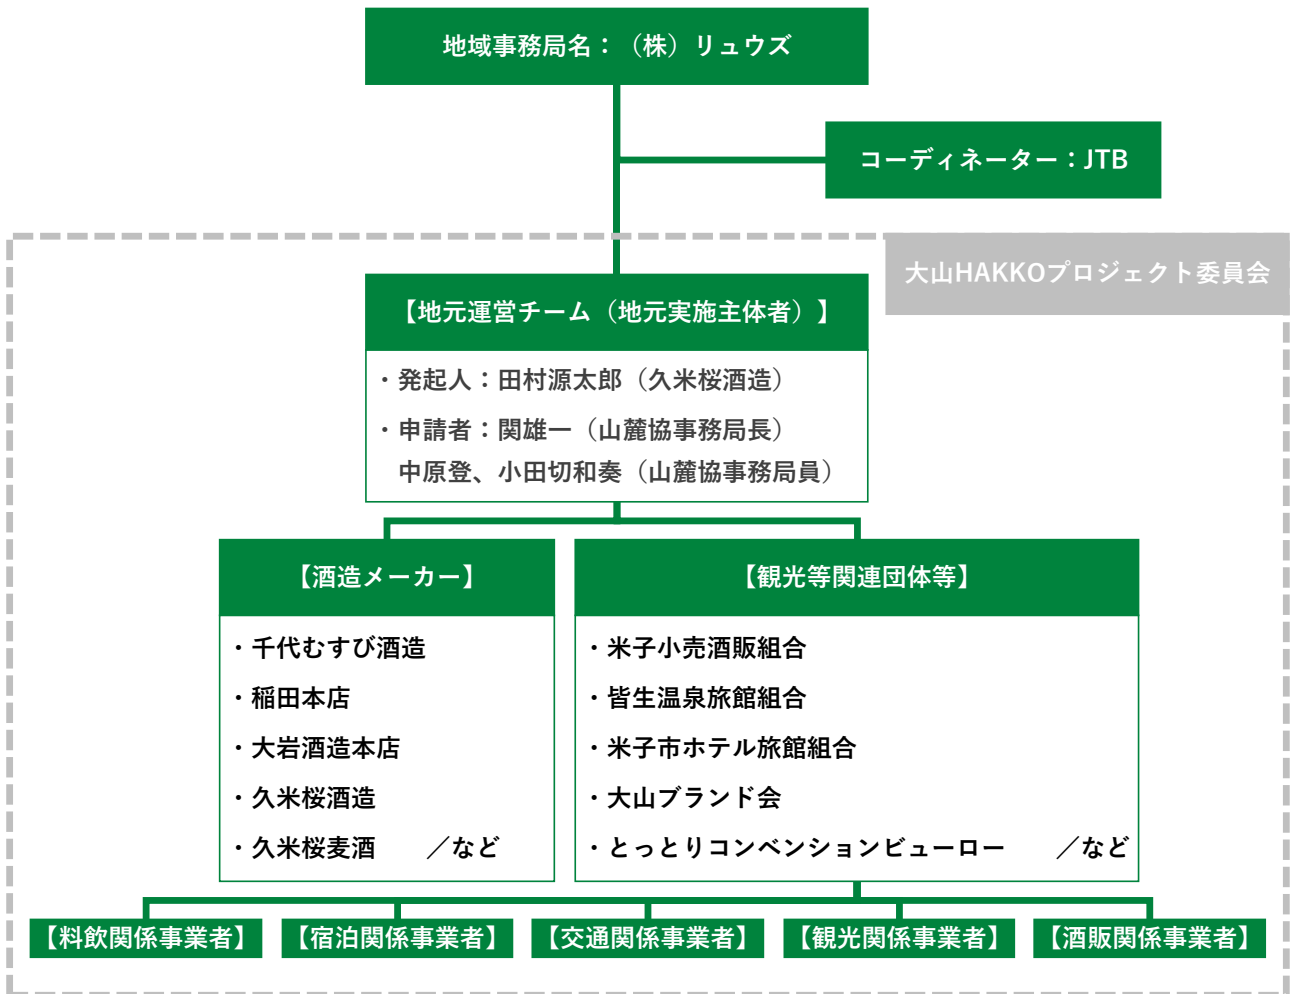 地域事務局名：（株）リュウズ
コーディネーター：JTB
大山HAKKOプロジェクト委員会
【地元運営チーム（地元実施主体者）】
・発起人：田村源太郎（久米桜酒造）
・申請者：関雄一（山麓協事務局長）
中原登、小田切和奏（山麓協事務局員）
【酒造メーカー】
・千代むすび酒造
・稲田本店
・大岩酒造本店
・久米桜酒造
・久米桜麦酒　　／など
【観光等関連団体等】
・米子小売酒販組合
・皆生温泉旅館組合
・米子市ホテル旅館組合
・大山ブランド会
・とっとりコンベンションビューロー　　／など
【料飲関係事業者】
【宿泊関係事業者】
【交通関係事業者】
【観光関係事業者】
【酒販関係事業者】